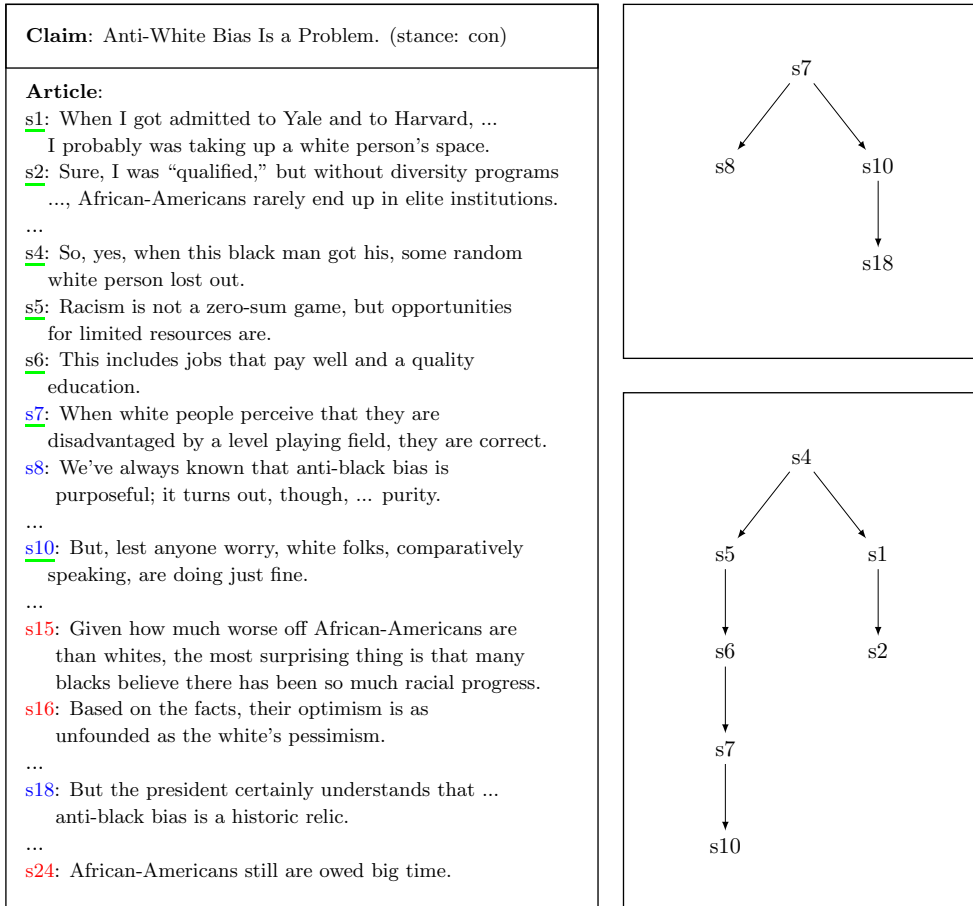 Claim: Anti-White Bias Is a Problem. (stance: con)
Article:
s1: When I got admitted to Yale and to Harvard, ...
I probably was taking up a white person's space.
s2: Sure, I was “qualified,” but without diversity programs
..., African-Americans rarely end up in elite institutions.
...
s4: So, yes, when this black man got his, some random
white person lost out.
s5: Racism is not a zero-sum game, but opportunities
for limited resources are.
s6: This includes jobs that pay well and a quality
education.
s7: When white people perceive that they are
disadvantaged by a level playing field, they are correct.
s8: We've always known that anti-black bias is
purposeful; it turns out, though, ... purity.
...
s10: But, lest anyone worry, white folks, comparatively
speaking, are doing just fine.
...
s15: Given how much worse off African-Americans are
than whites, the most surprising thing is that many
blacks believe there has been so much racial progress.
s16: Based on the facts, their optimism is as
unfounded as the white's pessimism.
...
s18: But the president certainly understands that ...
anti-black bias is a historic relic.
...
s24: African-Americans still are owed big time.
s7
s8 s10
s18
s4
s5 s1
s6 s2
s7
s10